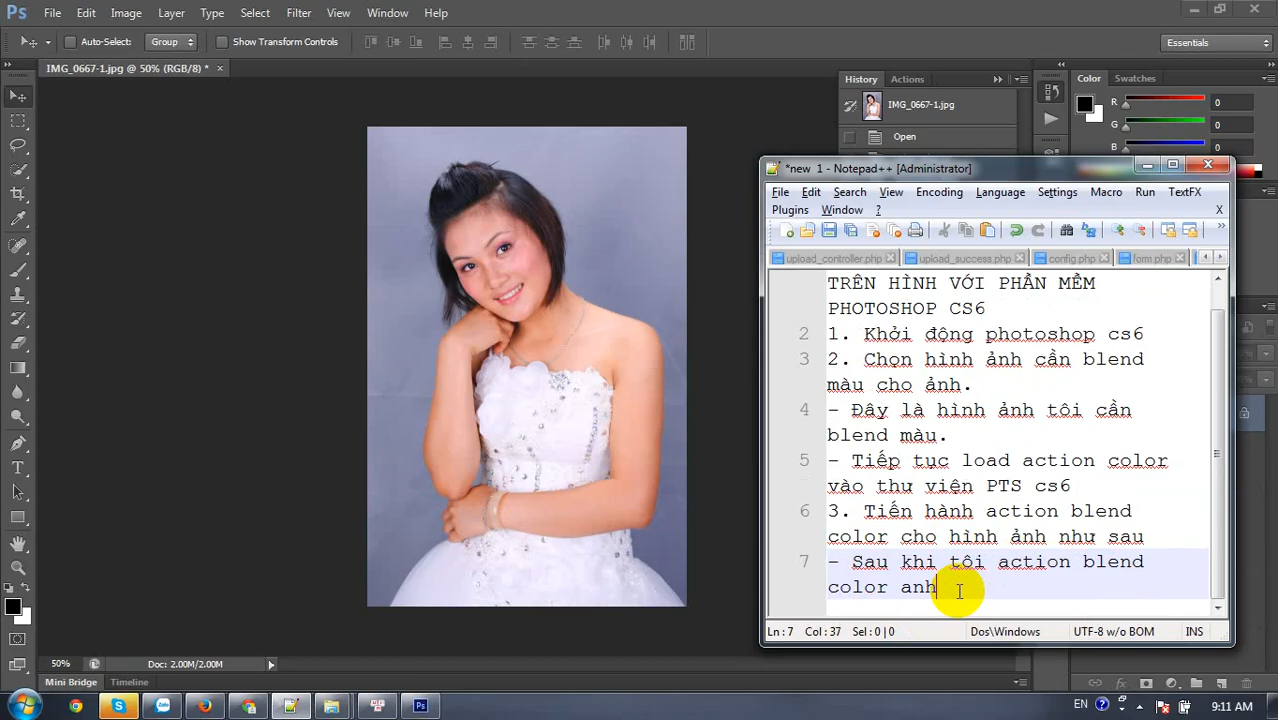 Ps File Edit Image Layer Type Select Filter View Window Help
Auto-Select: Group Show Transform Controls Essentials
IMG_0667-1.jpg @ 50% (RGB/8) * ×
History Actions
IMG_0667-1.jpg
Open
Color Swatches
R 0
G 0
B 0
*new 1 - Notepad++ [Administrator]
File Edit Search View Encoding Language Settings Macro Run TextFX
Plugins Window ? X
upload_controller.php upload_success.php config.php form.php
TRÊN HÌNH VỚI PHẦN MỀM
PHOTOSHOP CS6
2 1. Khởi động photoshop cs6
3 2. Chọn hình ảnh cần blend
màu cho ảnh.
4 - Đây là hình ảnh tôi cần
blend màu.
5 - Tiếp tục load action color
vào thư viện PTS cs6
6 3. Tiến hành action blend
color cho hình ảnh như sau
7 - Sau khi tôi action blend
color anh
Ln : 7 Col : 37 Sel : 0 | 0 Dos\Windows UTF-8 w/o BOM INS
50% Doc: 2.00M/2.00M
Mini Bridge Timeline
EN 9:11 AM